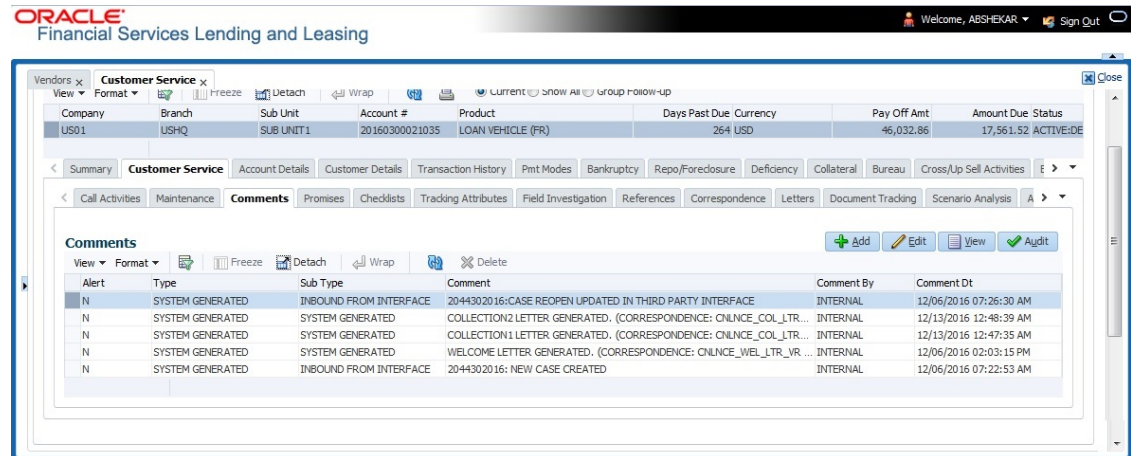 ORACLE
Financial Services Lending and Leasing
Welcome, ABSHEKAR Sign Out
Close
Vendors x Customer Service x
View Format Freeze Detach Wrap Current Show All Group Follow-up
Company Branch Sub Unit Account # Product Days Past Due Currency Pay Off Amt Amount Due Status
US01 USHQ SUB UNIT1 20160300021035 LOAN VEHICLE (FR) 264 USD 46,032.86 17,561.52 ACTIVE:DE
Summary Customer Service Account Details Customer Details Transaction History Pmt Modes Bankruptcy Repo/Foreclosure Deficiency Collateral Bureau Cross/Up Sell Activities
Call Activities Maintenance Comments Promises Checklists Tracking Attributes Field Investigation References Correspondence Letters Document Tracking Scenario Analysis A
Comments Add Edit View Audit
View Format Freeze Detach Wrap Delete
Alert Type Sub Type Comment Comment By Comment Dt
N SYSTEM GENERATED INBOUND FROM INTERFACE 2044302016:CASE REOPEN UPDATED IN THIRD PARTY INTERFACE INTERNAL 12/06/2016 07:26:30 AM
N SYSTEM GENERATED SYSTEM GENERATED COLLECTION2 LETTER GENERATED. (CORRESPONDENCE: CNLNCE_COL_LTR... INTERNAL 12/13/2016 12:48:39 AM
N SYSTEM GENERATED SYSTEM GENERATED COLLECTION1 LETTER GENERATED. (CORRESPONDENCE: CNLNCE_COL_LTR... INTERNAL 12/13/2016 12:47:35 AM
N SYSTEM GENERATED SYSTEM GENERATED WELCOME LETTER GENERATED. (CORRESPONDENCE: CNLNCE_WEL_LTR_VR ... INTERNAL 12/06/2016 02:03:15 PM
N SYSTEM GENERATED INBOUND FROM INTERFACE 2044302016: NEW CASE CREATED INTERNAL 12/06/2016 07:22:53 AM